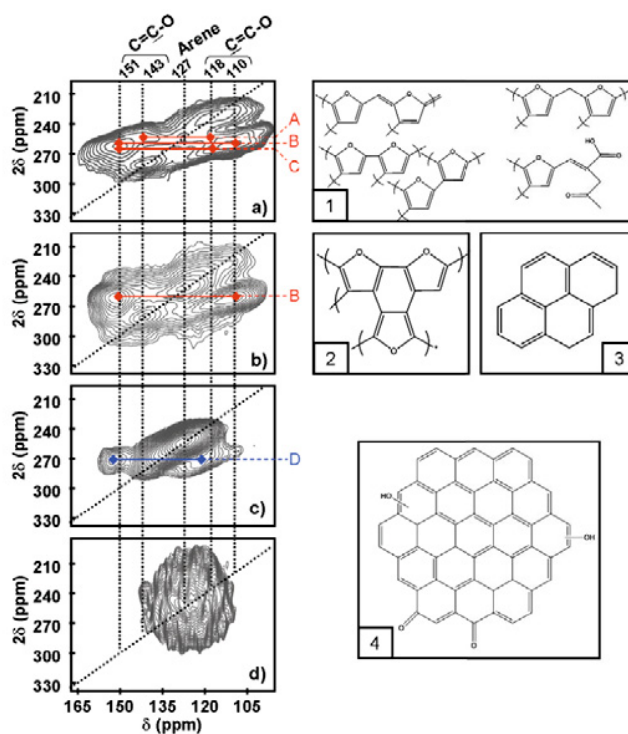 C=C-O Arene C=C-O
151 143 127 118 110
210
240
270
300
330
2δ (ppm)
A
B
C
a)
210
240
270
300
330
2δ (ppm)
B
b)
210
240
270
300
330
2δ (ppm)
D
c)
210
240
270
300
330
2δ (ppm)
d)
165 150 135 120 105
δ (ppm)
O O O O
O O O O HO O
O O
1
O O
O
2
3
HO
OH
O O
4